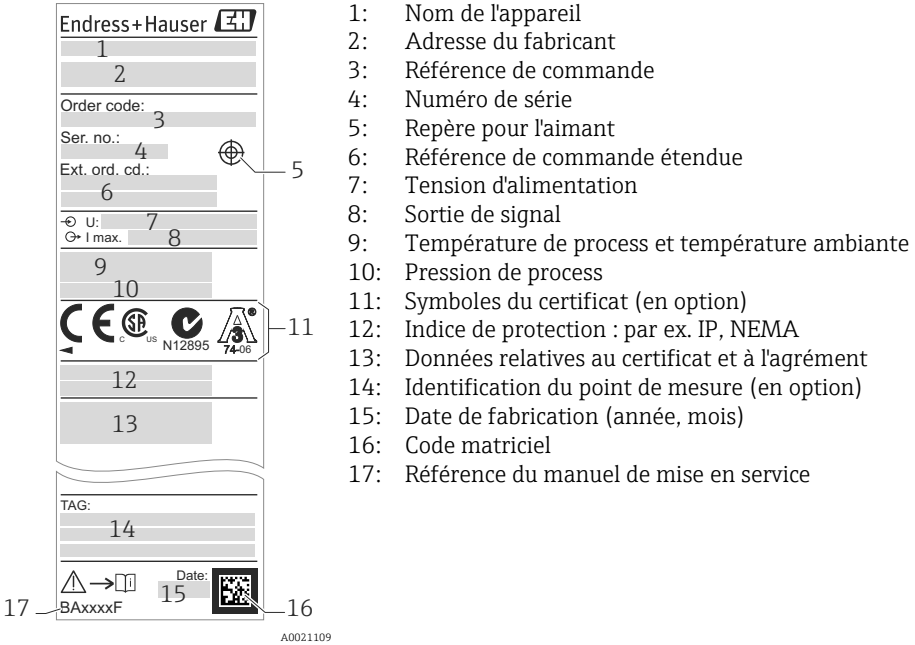 Endress+Hauser EH
1
2
Order code:
3
Ser. no.:
4
5
Ext. ord. cd.:
6
U: 7
I max. 8
9
10
CE C SA US N12895 A 3 ® 74-06
11
12
13
TAG:
14
Date:
15
BAxxxxF
17
16
A0021109
1: Nom de l'appareil
2: Adresse du fabricant
3: Référence de commande
4: Numéro de série
5: Repère pour l'aimant
6: Référence de commande étendue
7: Tension d'alimentation
8: Sortie de signal
9: Température de process et température ambiante
10: Pression de process
11: Symboles du certificat (en option)
12: Indice de protection : par ex. IP, NEMA
13: Données relatives au certificat et à l'agrément
14: Identification du point de mesure (en option)
15: Date de fabrication (année, mois)
16: Code matriciel
17: Référence du manuel de mise en service